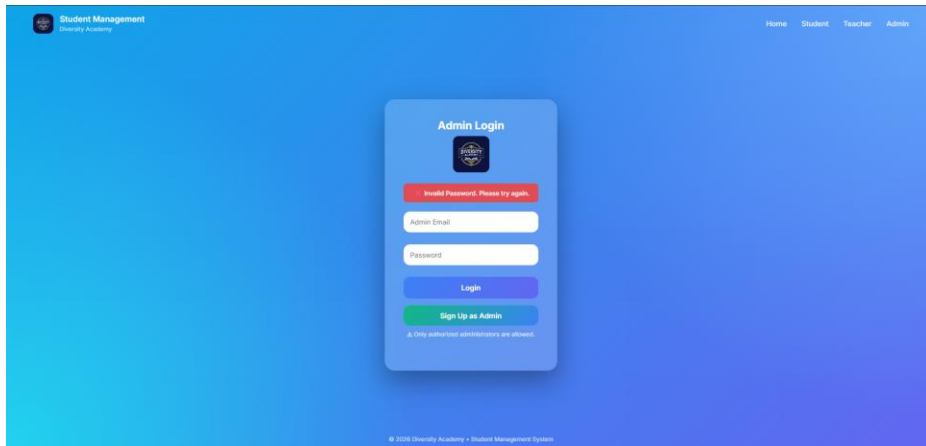 Student Management
Diversity Academy
Home Student Teacher Admin
Admin Login
DIVERSITY
Invalid Password. Please try again.
Admin Email
Password
Login
Sign Up as Admin
⚠ Only authorized administrators are allowed.
© 2026 Diversity Academy • Student Management System